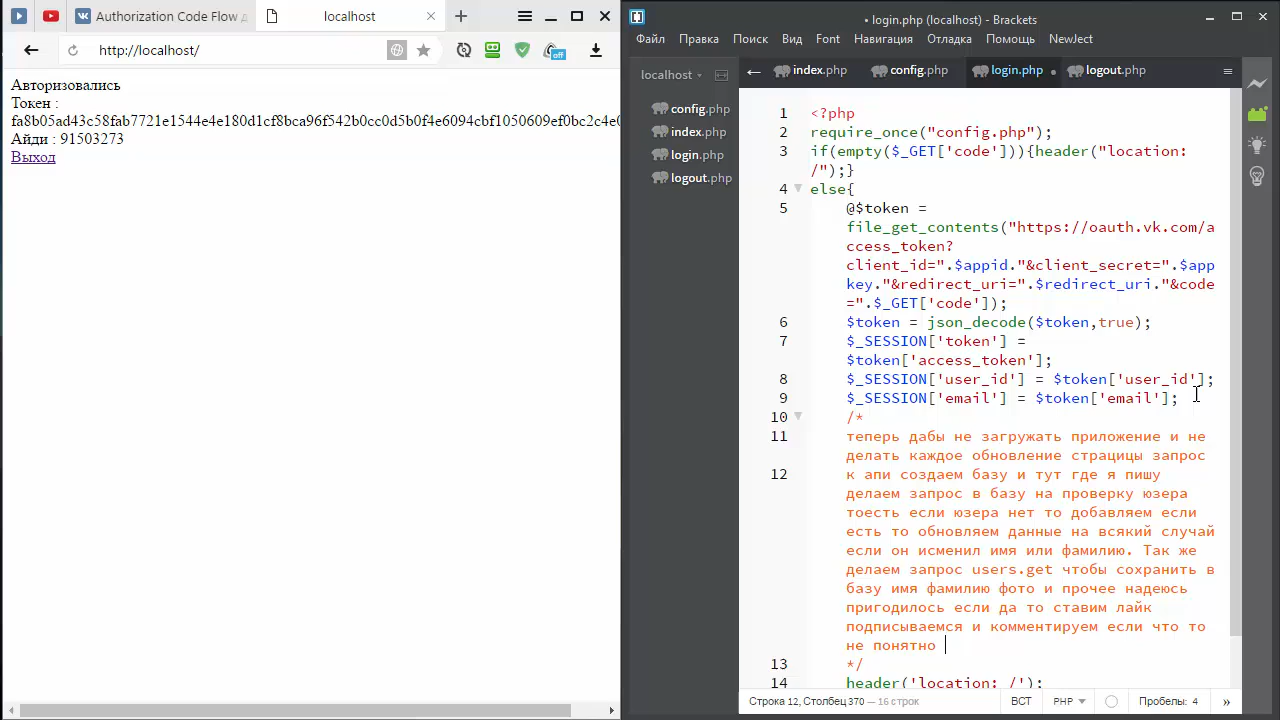 Authorization Code Flow д
localhost
http://localhost/
off
Авторизовались
Токен :
fa8b05ad43c58fab7721e1544e4e180d1cf8bca96f542b0cc0d5b0f4e6094cbf1050609ef0bc2c4e0
Айди : 91503273
Выход
• login.php (localhost) - Brackets
Файл Правка Поиск Вид Font Навигация Отладка Помощь NewJect
localhost
config.php
index.php
login.php
logout.php
index.php config.php login.php logout.php
1 <?php
2 require_once("config.php");
3 if(empty($_GET['code'])){header("location:
/");}
4 else{
5 @$token =
file_get_contents("https://oauth.vk.com/a
ccess_token?
client_id=".$appid."&client_secret=".$app
key."&redirect_uri=".$redirect_uri."&code
=".$_GET['code']);
6 $token = json_decode($token,true);
7 $_SESSION['token'] =
$token['access_token'];
8 $_SESSION['user_id'] = $token['user_id'];
9 $_SESSION['email'] = $token['email'];
10 /*
11 теперь дабы не загружать приложение и не
делать каждое обновление страцицы запрос
12 к апи создаем базу и тут где я пишу
делаем запрос в базу на проверку юзера
тоесть если юзера нет то добавляем если
есть то обновляем данные на всякий случай
если он исменил имя или фамилию. Так же
делаем запрос users.get чтобы сохранить в
базу имя фамилию фото и прочее надеюсь
пригодилось если да то ставим лайк
подписываемся и комментируем если что то
не понятно
13 */
14 header('location: /');
Строка 12, Столбец 370 — 16 строк
ВСТ PHP Пробелы: 4